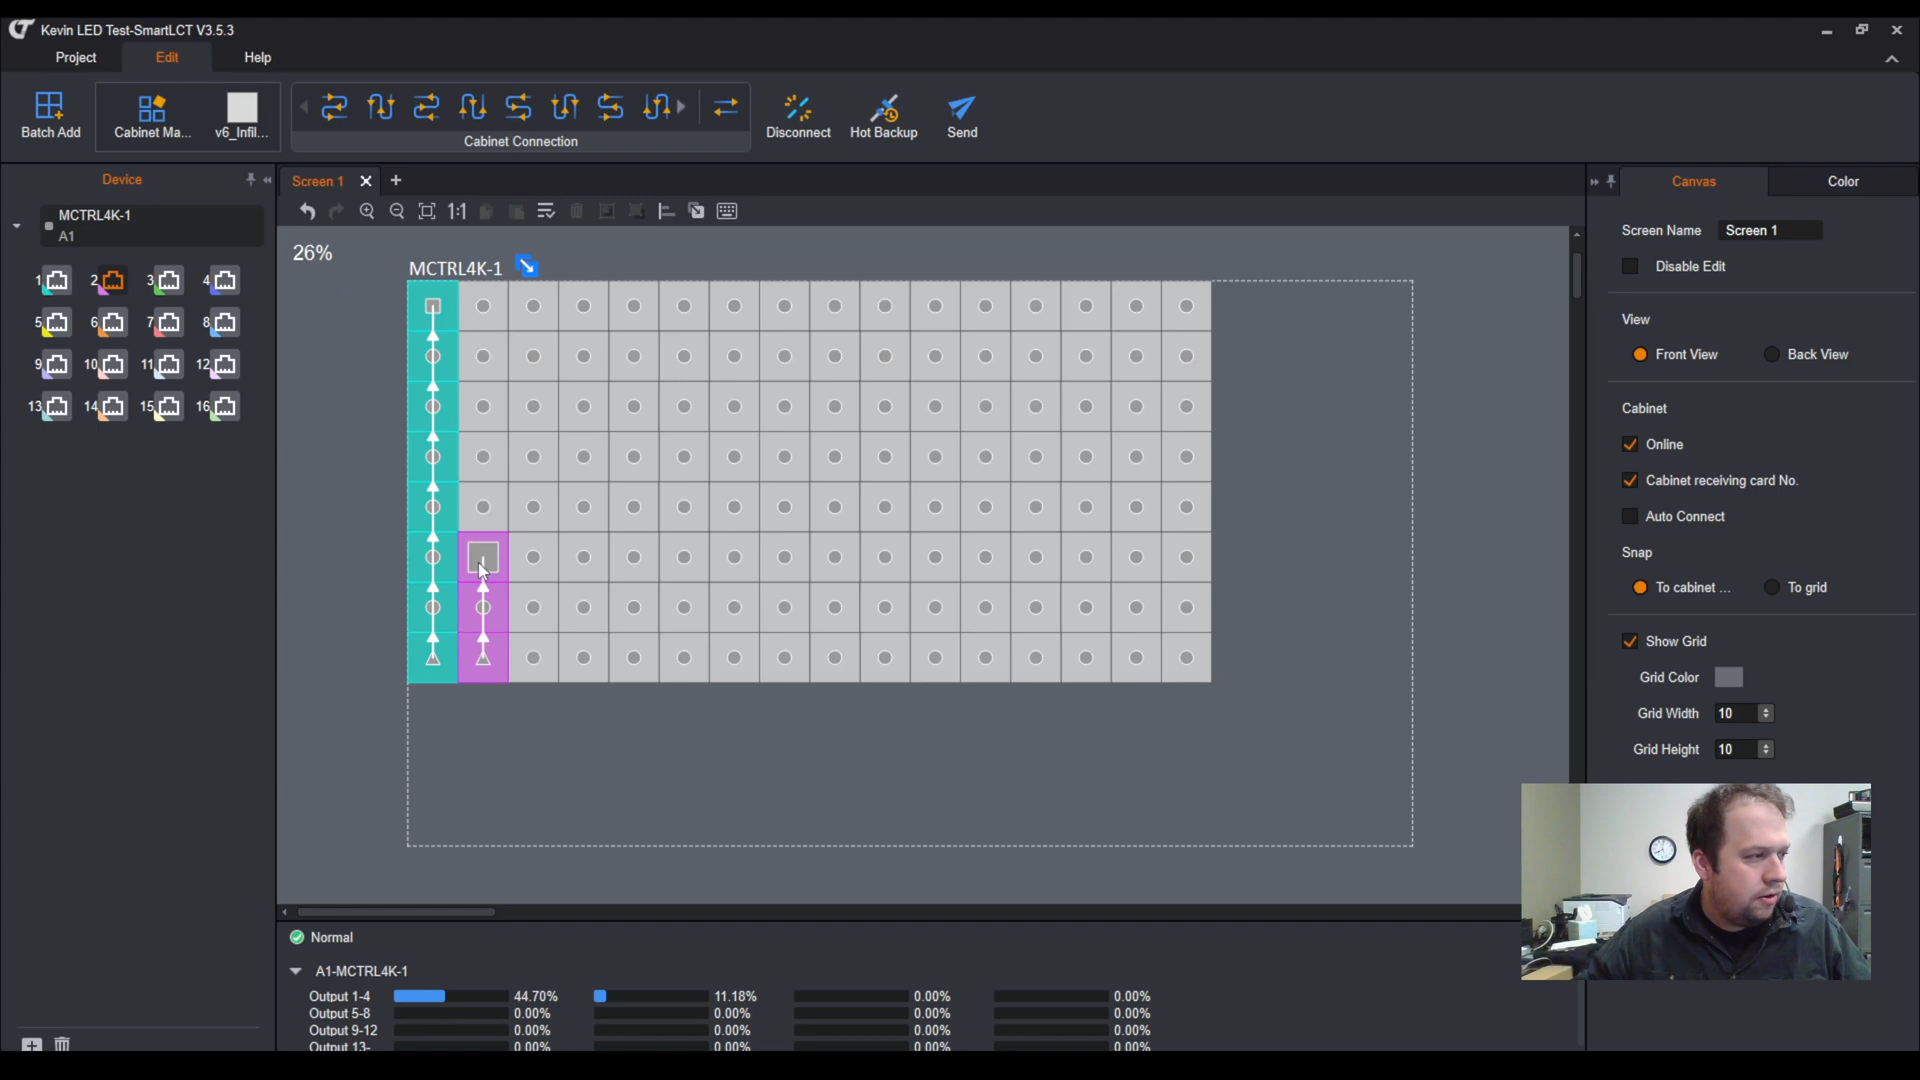 Kevin LED Test-SmartLCT V3.5.3
Project Edit Help
Batch Add
Cabinet Ma...
v6_Infil...
Cabinet Connection
Disconnect
Hot Backup
Send
Device
MCTRL4K-1
A1
1 2 3 4
5 6 7 8
9 10 11 12
13 14 15 16
Screen 1
1:1
26%
MCTRL4K-1
Normal
A1-MCTRL4K-1
Output 1-4 44.70% 11.18% 0.00% 0.00%
Output 5-8 0.00% 0.00% 0.00% 0.00%
Output 9-12 0.00% 0.00% 0.00% 0.00%
Output 13- 0.00% 0.00% 0.00% 0.00%
Canvas Color
Screen Name Screen 1
Disable Edit
View
Front View Back View
Cabinet
Online
Cabinet receiving card No.
Auto Connect
Snap
To cabinet ... To grid
Show Grid
Grid Color
Grid Width 10
Grid Height 10